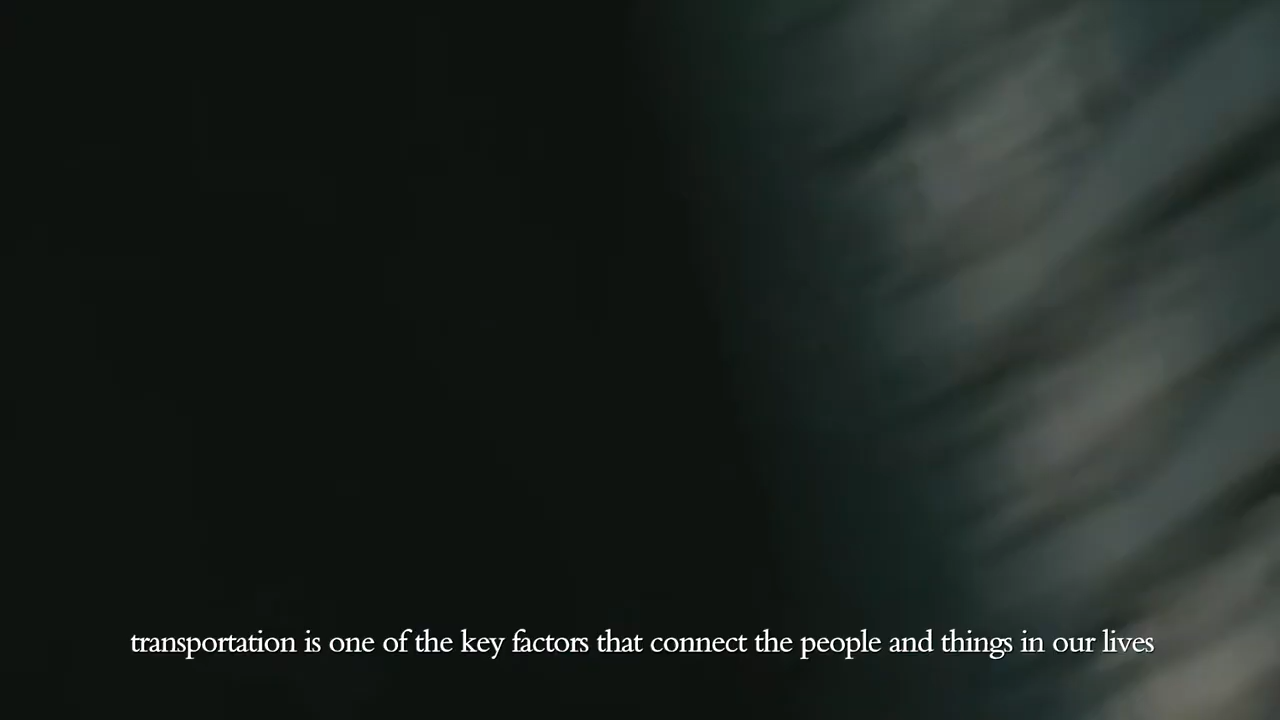 transportation is one of the key factors that connect the people and things in our lives